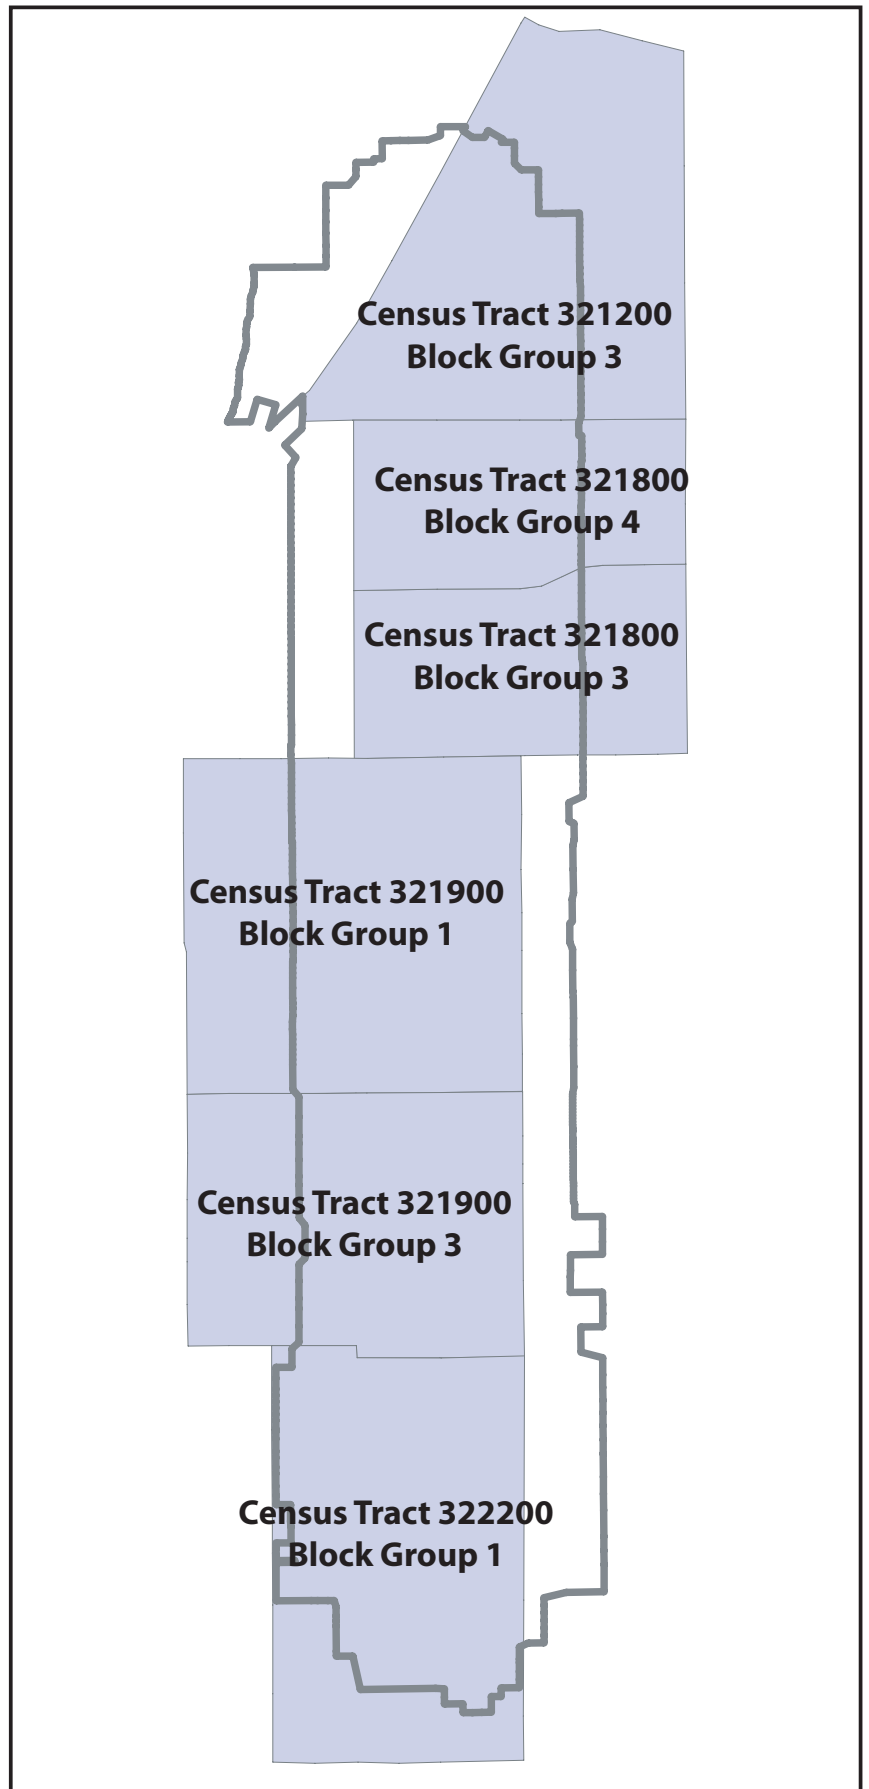 Census Tract 321200
Block Group 3
Census Tract 321800
Block Group 4
Census Tract 321800
Block Group 3
Census Tract 321900
Block Group 1
Census Tract 321900
Block Group 3
Census Tract 322200
Block Group 1